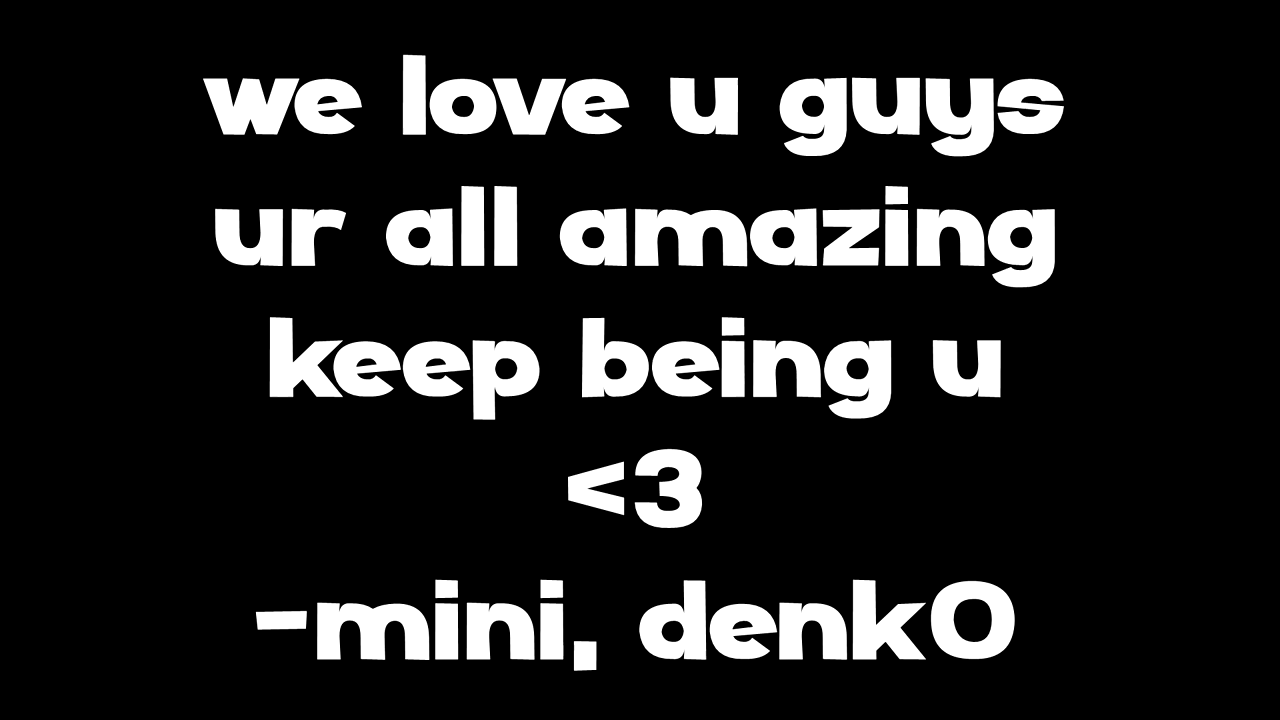 we love u guys
ur all amazing
keep being u
<3
-mini, denk0